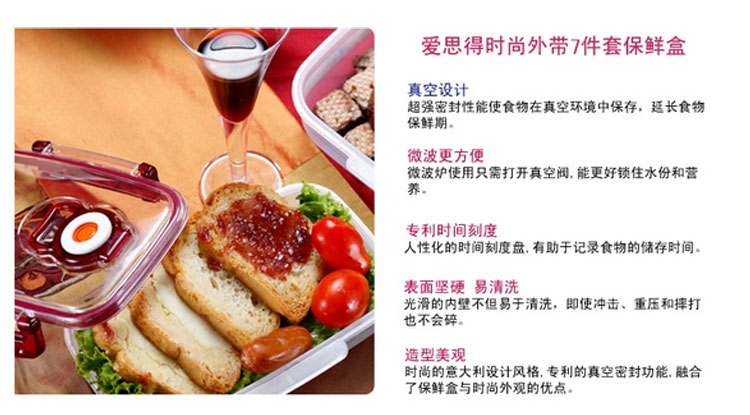 爱思得时尚外带7件套保鲜盒
真空设计
超强密封性能使食物在真空环境中保存，延长食物
保鲜期。
微波更方便
微波炉使用只需打开真空阀，能更好锁住水份和营
养。
专利时间刻度
人性化的时间刻度盘，有助于记录食物的储存时间。
表面坚硬 易清洗
光滑的内壁不但易于清洗，即使冲击、重压和摔打
也不会碎。
造型美观
时尚的意大利设计风格，专利的真空密封功能，融合
了保鲜盒与时尚外观的优点。